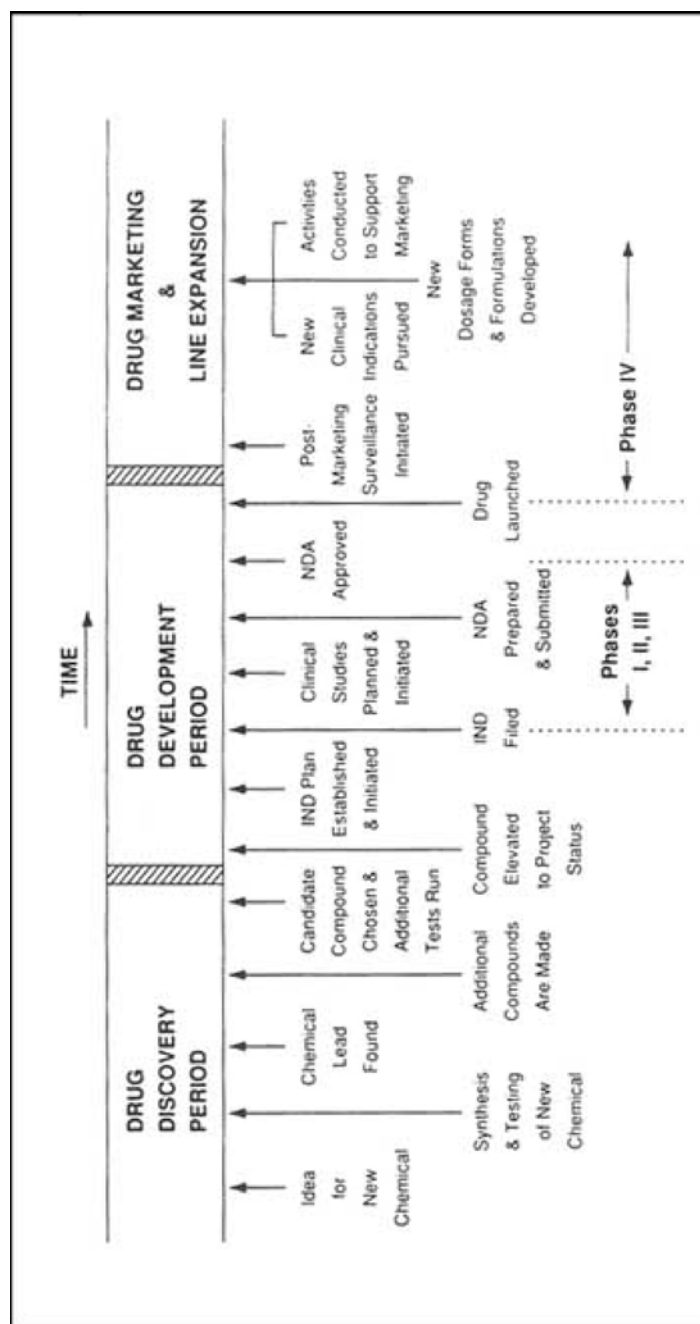 TIME
DRUG
DISCOVERY
PERIOD
DRUG
DEVELOPMENT
PERIOD
DRUG MARKETING
&
LINE EXPANSION
Idea
for
New
Chemical
Chemical
Lead
Found
Candidate
Compound
Chosen &
Additional
Tests Run
IND Plan
Established
& Initiated
Clinical
Studies
Planned &
Initiated
NDA
Approved
Post-
Marketing
Surveillance
Initiated
New
Clinical
Indications
Pursued
Activities
Conducted
to Support
Marketing
New
Dosage Forms
& Formulations
Developed
Synthesis
& Testing
of New
Chemical
Additional
Compounds
Are Made
Compound
Elevated
to Project
Status
IND
Filed
NDA
Prepared
& Submitted
Drug
Launched
Phases
I, II, III
Phase IV